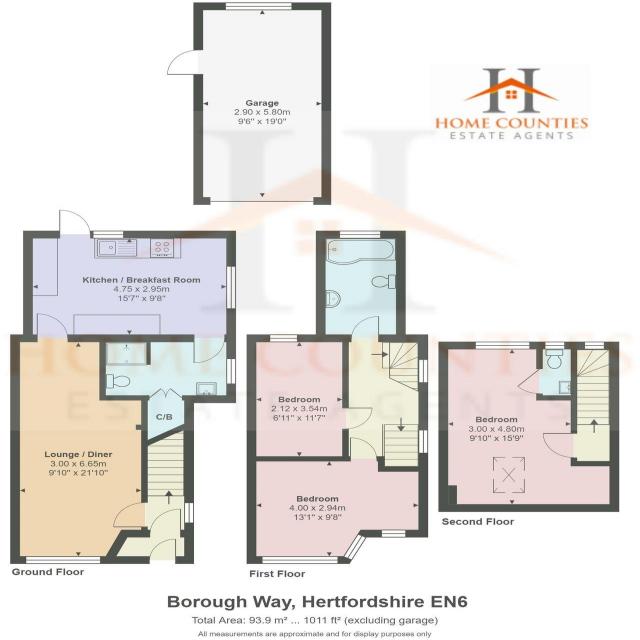 Garage
2.90 x 5.80m
9'6" x 19'0"
HOME COUNTIES
ESTATE AGENTS
Kitchen / Breakfast Room
4.75 x 2.95m
15'7" x 9'8"
HOME COUNTIES
ESTATE AGENTS
C/B
Lounge / Diner
3.00 x 6.65m
9'10" x 21'10"
Bedroom
2.12 x 3.54m
6'11" x 11'7"
Bedroom
3.00 x 4.80m
9'10" x 15'9"
Bedroom
4.00 x 2.94m
13'1" x 9'8"
Second Floor
Ground Floor
First Floor
Borough Way, Hertfordshire EN6
Total Area: 93.9 m² ... 1011 ft² (excluding garage)
All measurements are approximate and for display purposes only